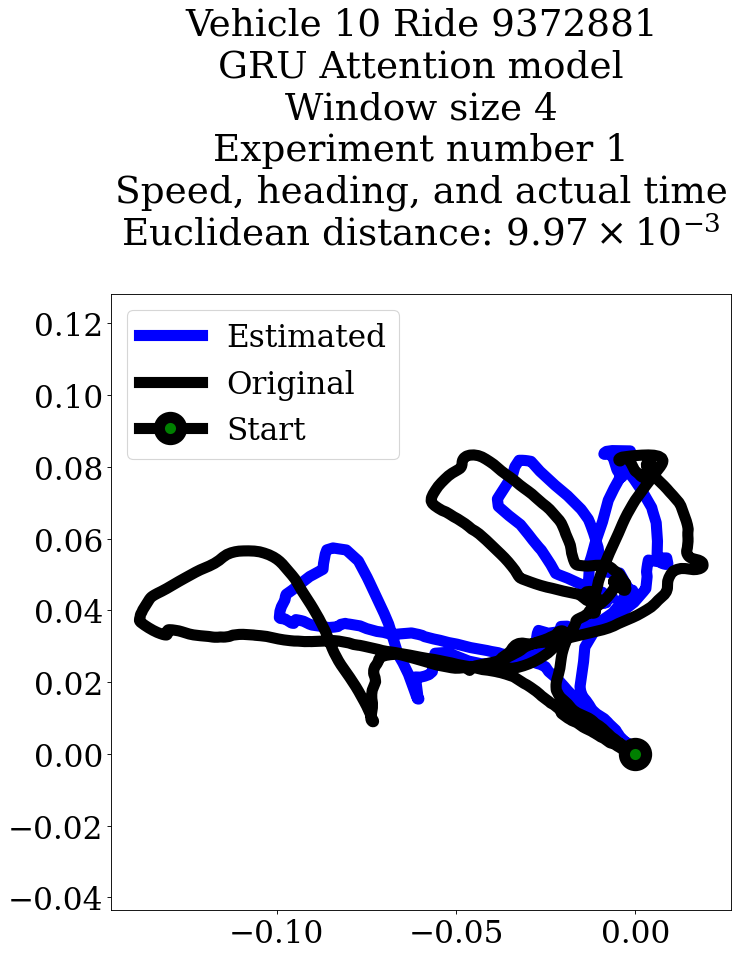 Vehicle 10 Ride 9372881
GRU Attention model
Window size 4
Experiment number 1
Speed, heading, and actual time
Euclidean distance: 9.97 × 10⁻³
Estimated
Original
Start
0.12
0.10
0.08
0.06
0.04
0.02
0.00
−0.02
−0.04
−0.10
−0.05
0.00